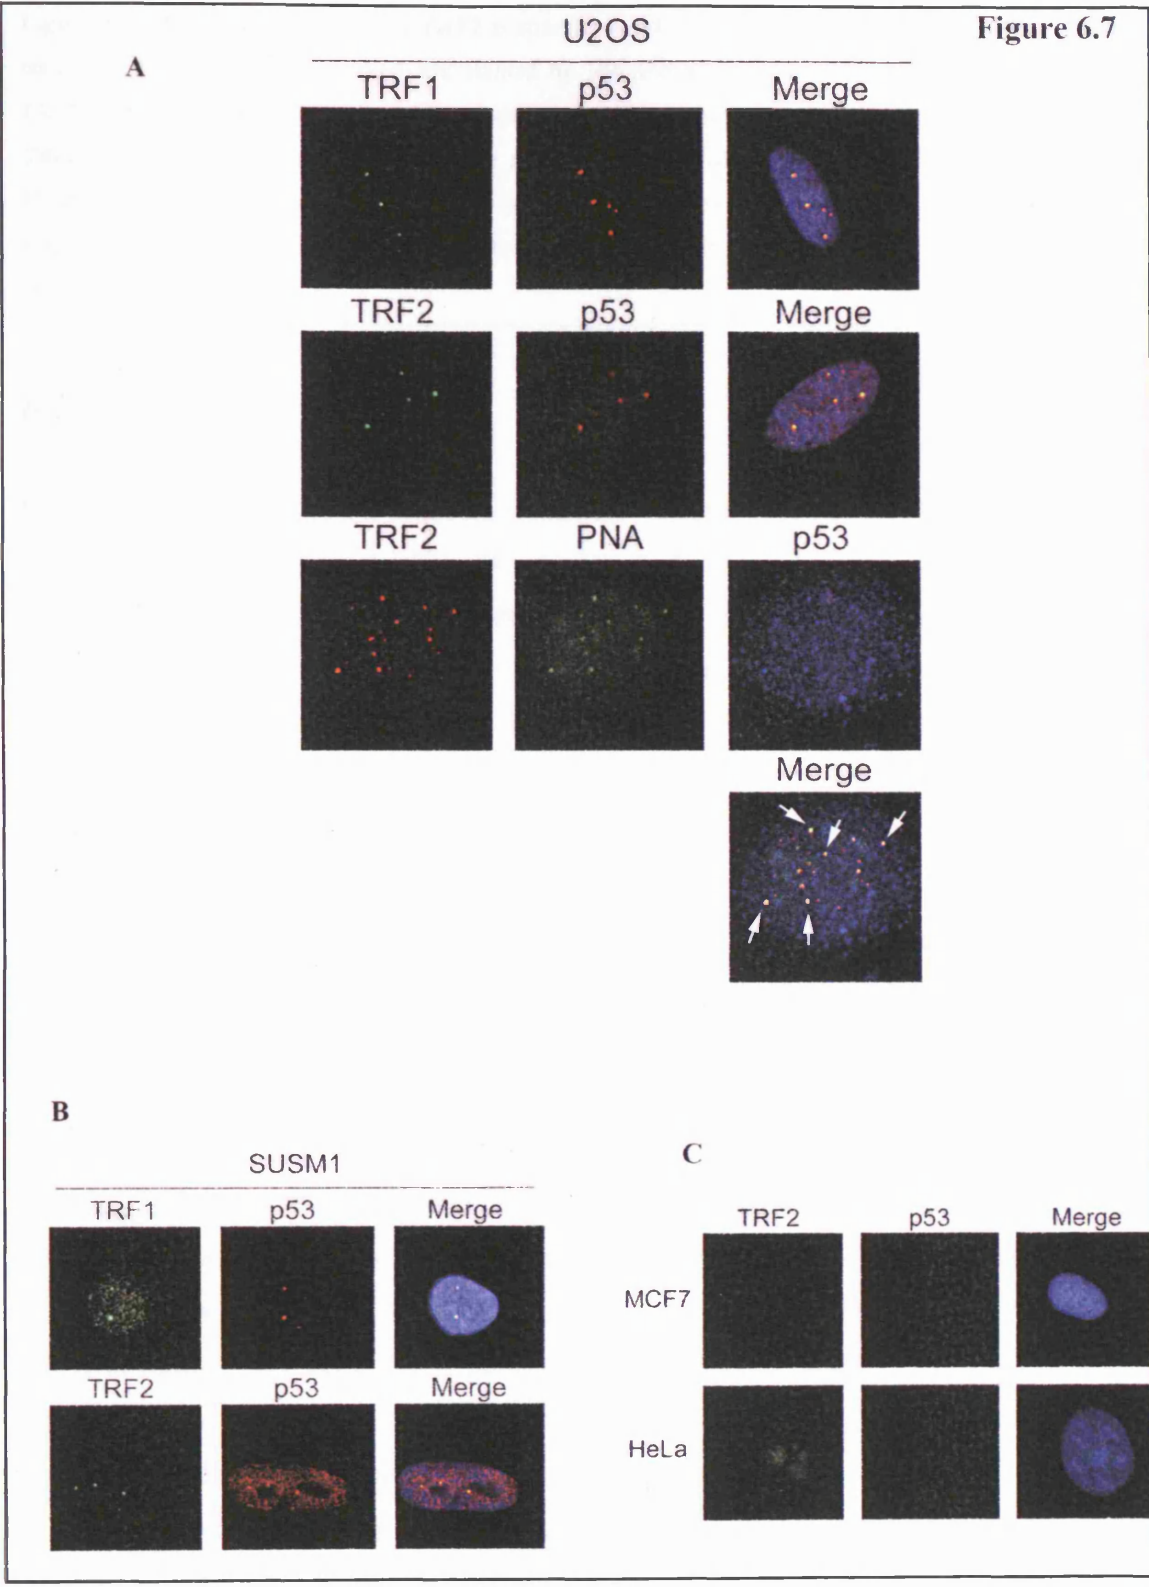 Figure 6.7
U2OS
A
TRF1 p53 Merge
TRF2 p53 Merge
TRF2 PNA p53
Merge
B
SUSM1
TRF1 p53 Merge
TRF2 p53 Merge
C
TRF2 p53 Merge
MCF7
HeLa